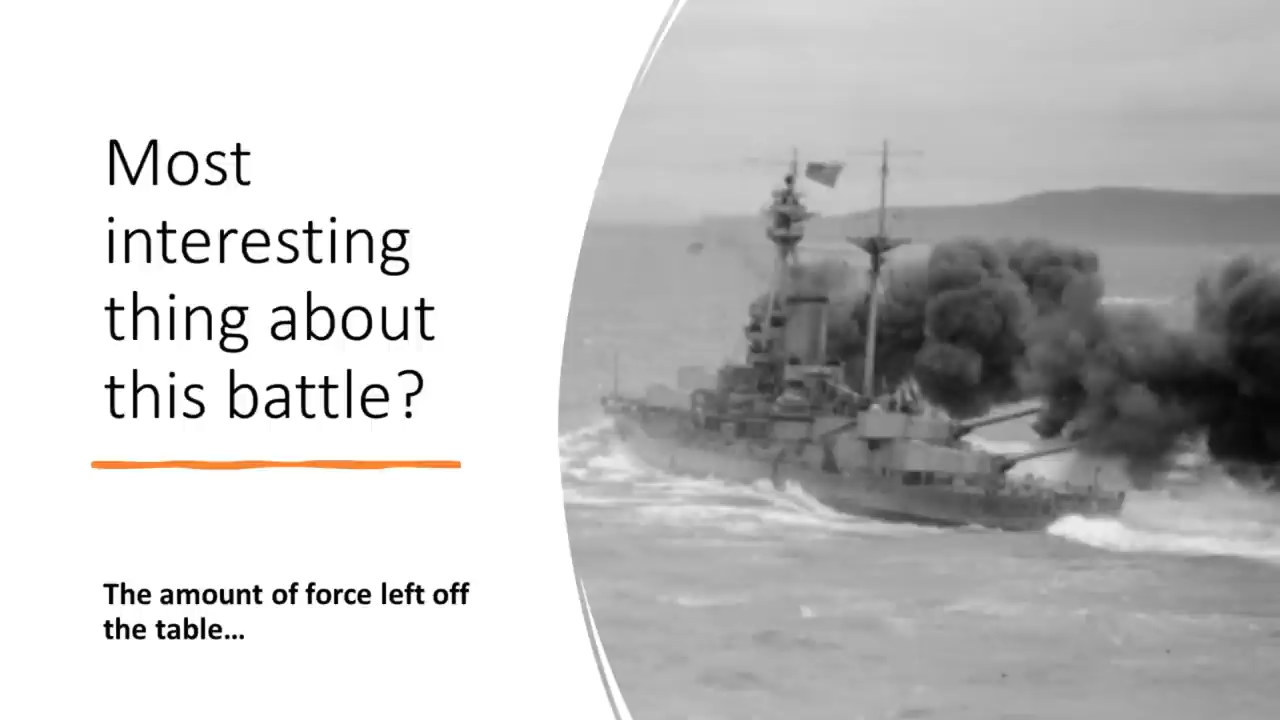 Most
interesting
thing about
this battle?
The amount of force left off
the table...